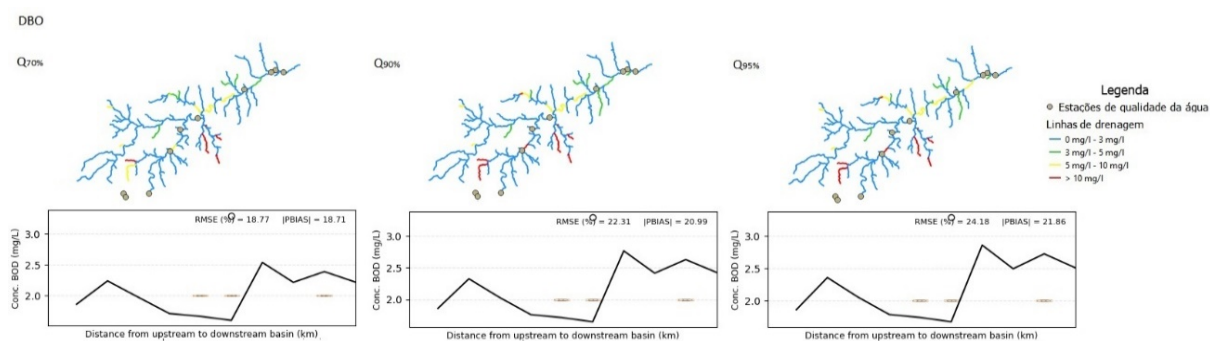 DBO
Q70%
Q90%
Q95%
Legenda
Estações de qualidade da água
Linhas de drenagem
0 mg/l - 3 mg/l
3 mg/l - 5 mg/l
5 mg/l - 10 mg/l
> 10 mg/l
RMSE (%) = 18.77 |PBIAS| = 18.71
3.0
2.5
2.0
Conc. BOD (mg/L)
Distance from upstream to downstream basin (km)
RMSE (%) = 22.31 |PBIAS| = 20.99
3.0
2.5
2.0
Conc. BOD (mg/L)
Distance from upstream to downstream basin (km)
RMSE (%) = 24.18 |PBIAS| = 21.86
3.0
2.5
2.0
Conc. BOD (mg/L)
Distance from upstream to downstream basin (km)